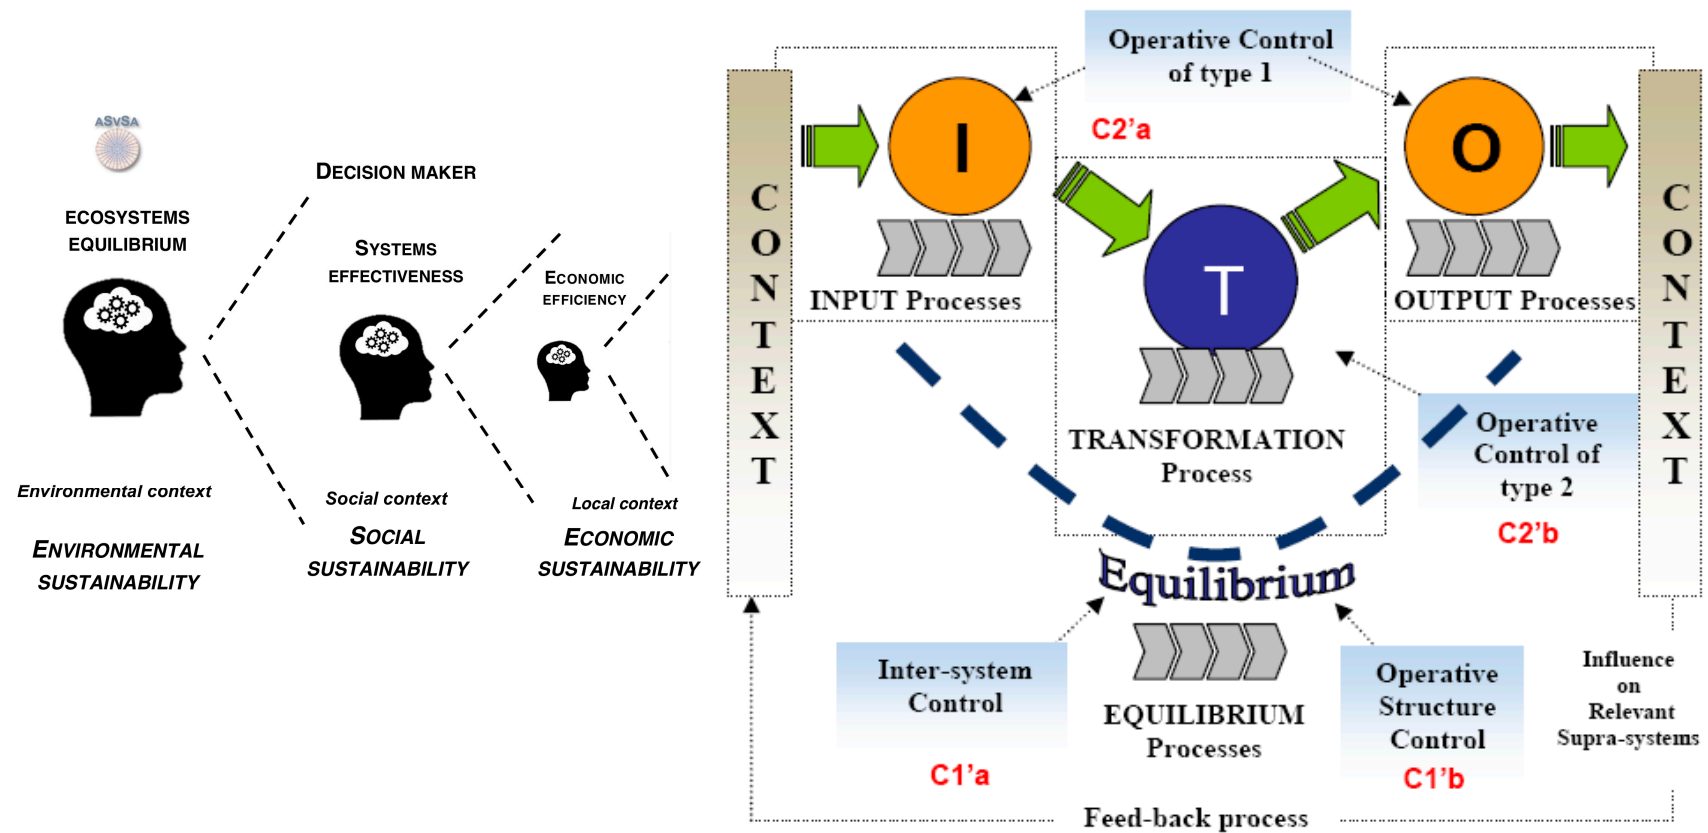 ASVSA
ECOSYSTEMS
EQUILIBRIUM
DECISION MAKER
SYSTEMS
EFFECTIVENESS
ECONOMIC
EFFICIENCY
Environmental context
ENVIRONMENTAL
SUSTAINABILITY
Social context
SOCIAL
SUSTAINABILITY
Local context
ECONOMIC
SUSTAINABILITY
CONTEXT
Operative Control
of type 1
C2'a
I
INPUT Processes
T
TRANSFORMATION
Process
O
OUTPUT Processes
CONTEXT
Operative
Control of
type 2
C2'b
Equilibrium
EQUILIBRIUM
Processes
Inter-system
Control
C1'a
Operative
Structure
Control
C1'b
Influence
on
Relevant
Supra-systems
Feed-back process